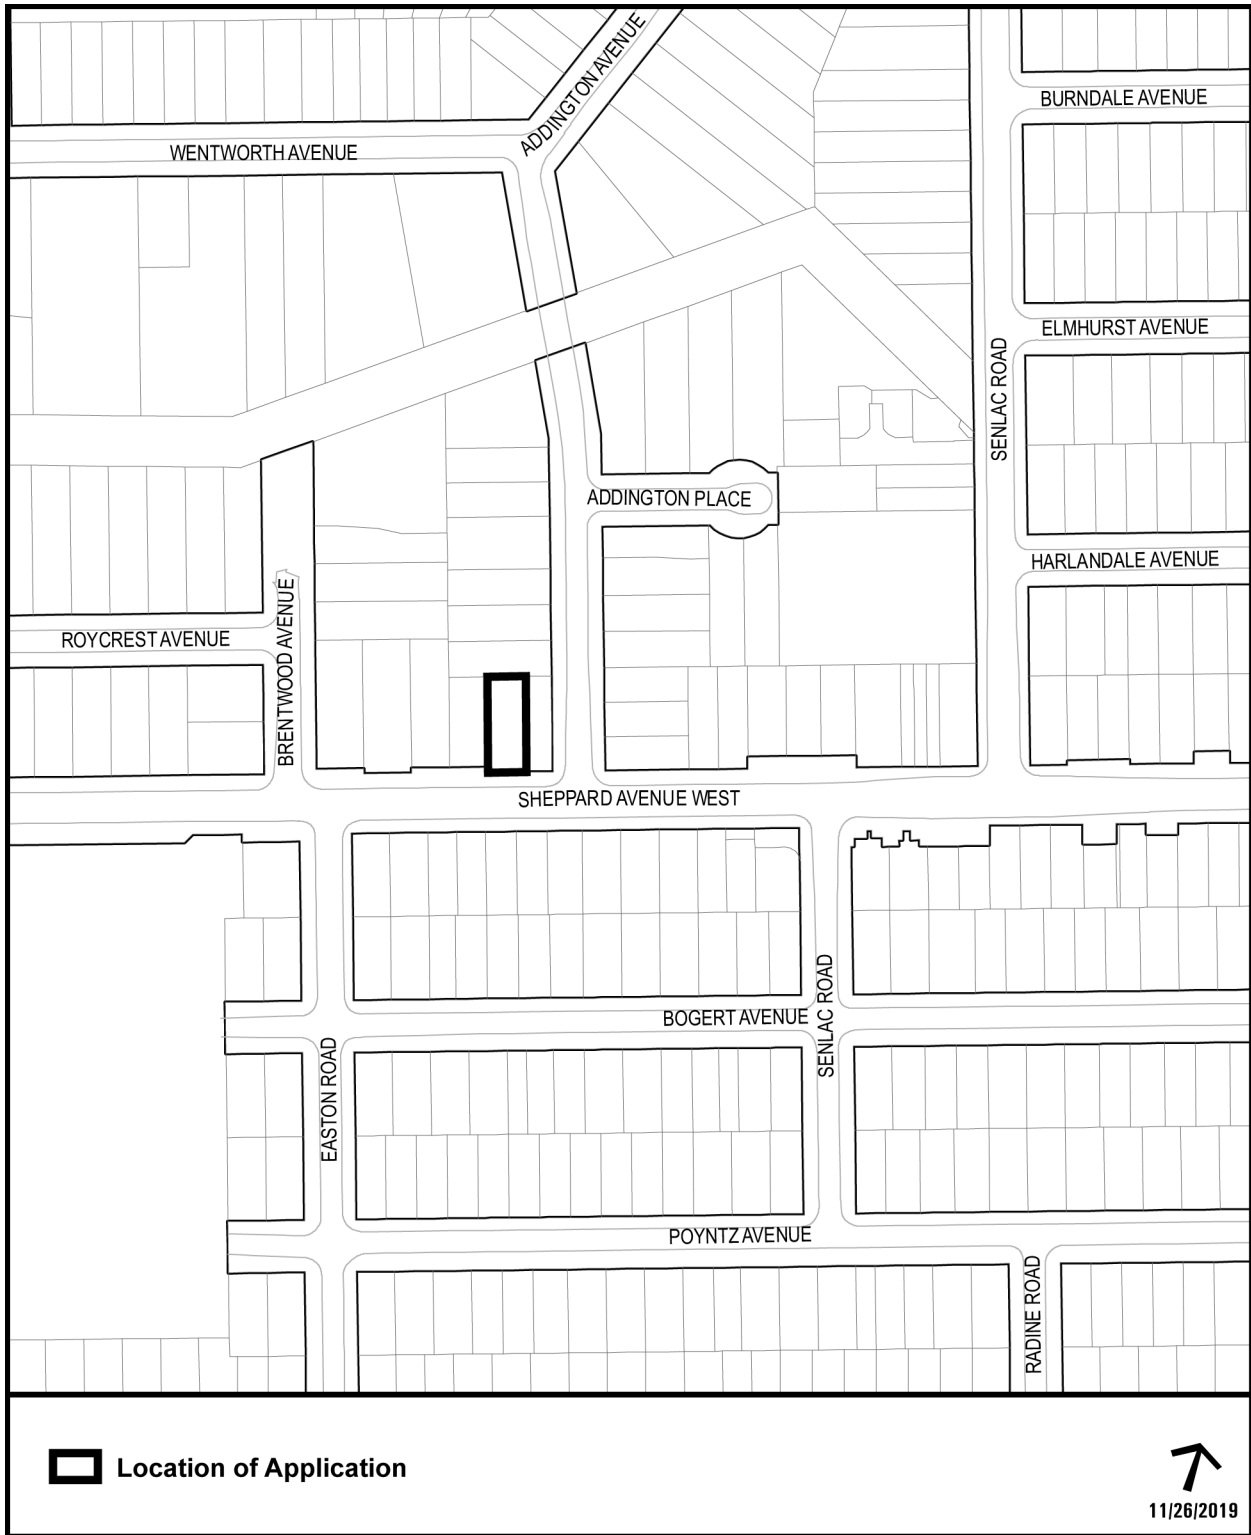 ADDINGTON AVENUE
BURNDALE AVENUE
WENTWORTH AVENUE
ELMHURST AVENUE
SENLAC ROAD
ADDINGTON PLACE
HARLANDALE AVENUE
BRENTWOOD AVENUE
ROYCREST AVENUE
SHEPPARD AVENUE WEST
SENLAC ROAD
BOGERT AVENUE
EASTON ROAD
POYNTZ AVENUE
RADINE ROAD
Location of Application
11/26/2019